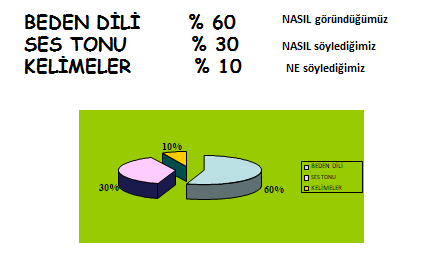 BEDEN DİLİ % 60 NASIL göründüğümüz
SES TONU % 30 NASIL söylediğimiz
KELİMELER % 10 NE söylediğimiz
10%
30%
60%
BEDEN DİLİ
SES TONU
KELİMELER